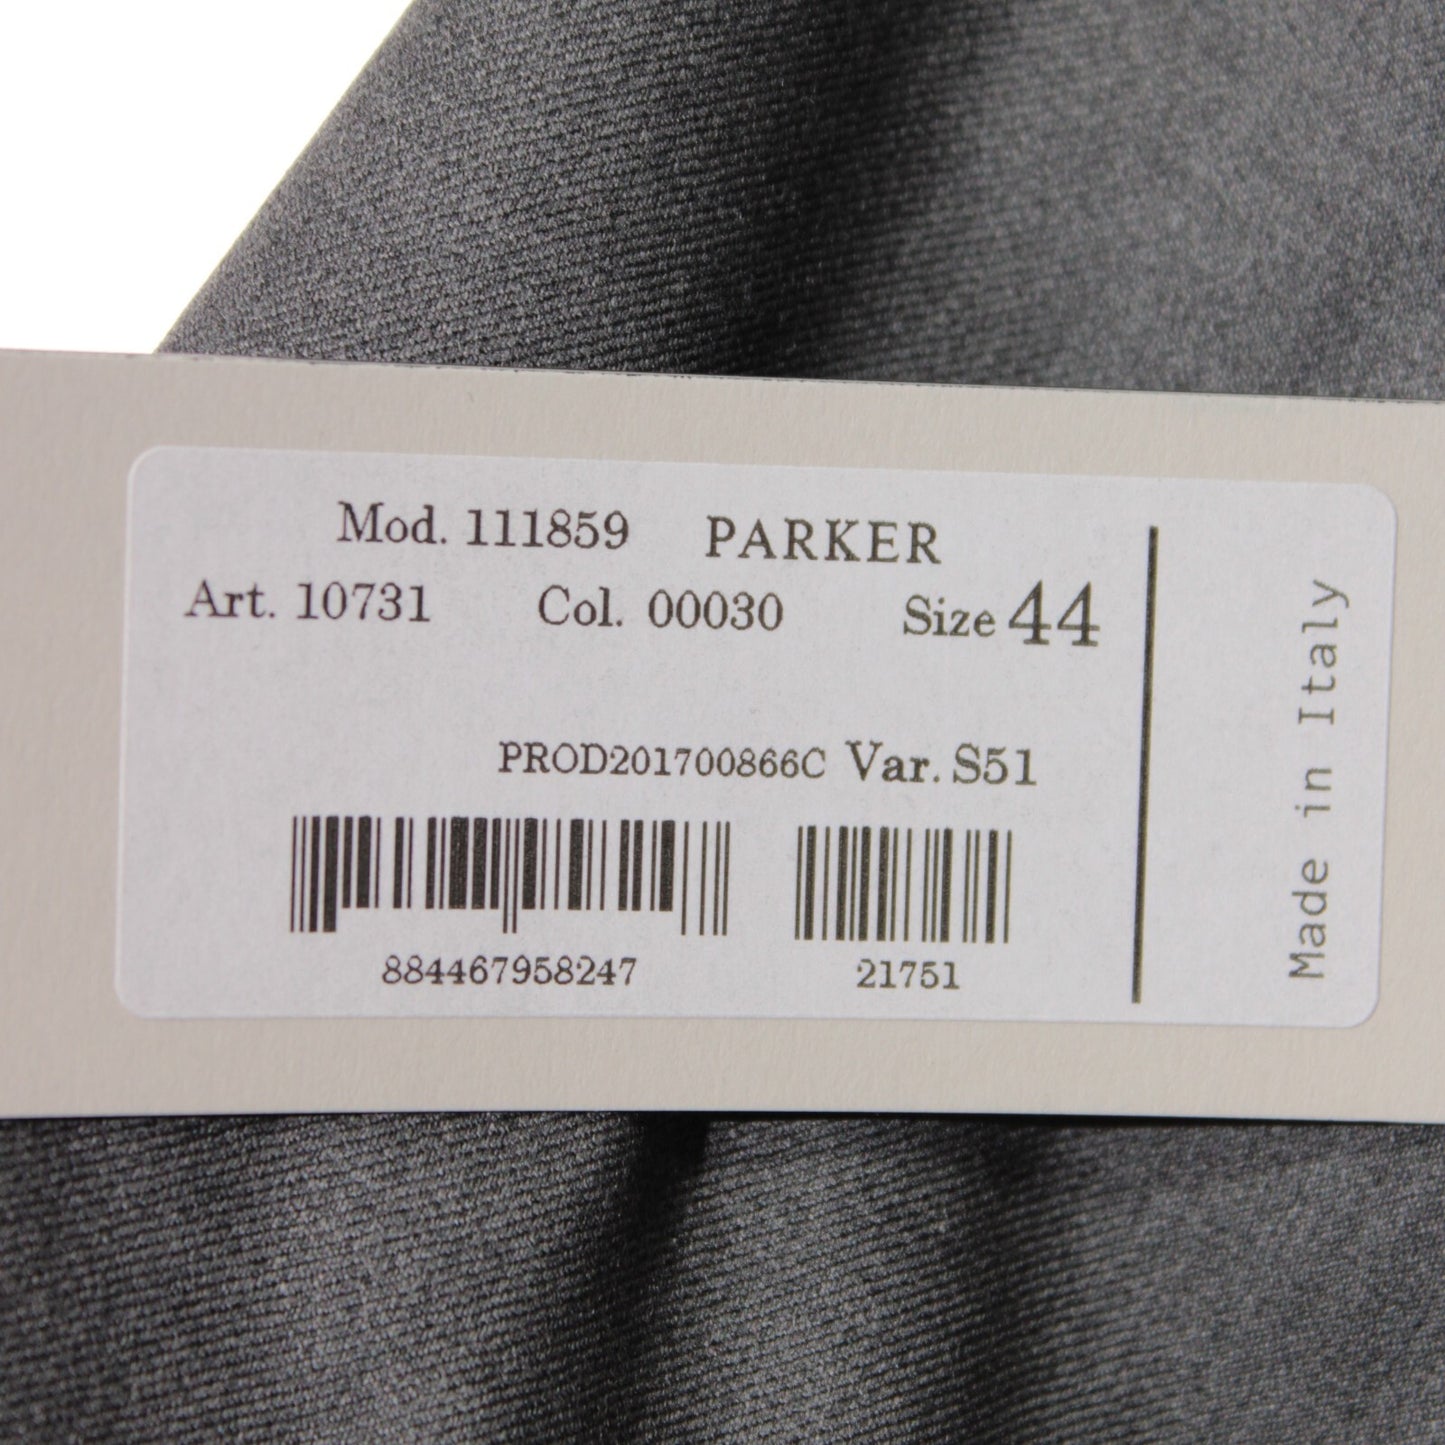 Mod. 111859 PARKER
Art. 10731 Col. 00030 Size 44
PROD201700866C Var. S51
884467958247 21751
Made in Italy